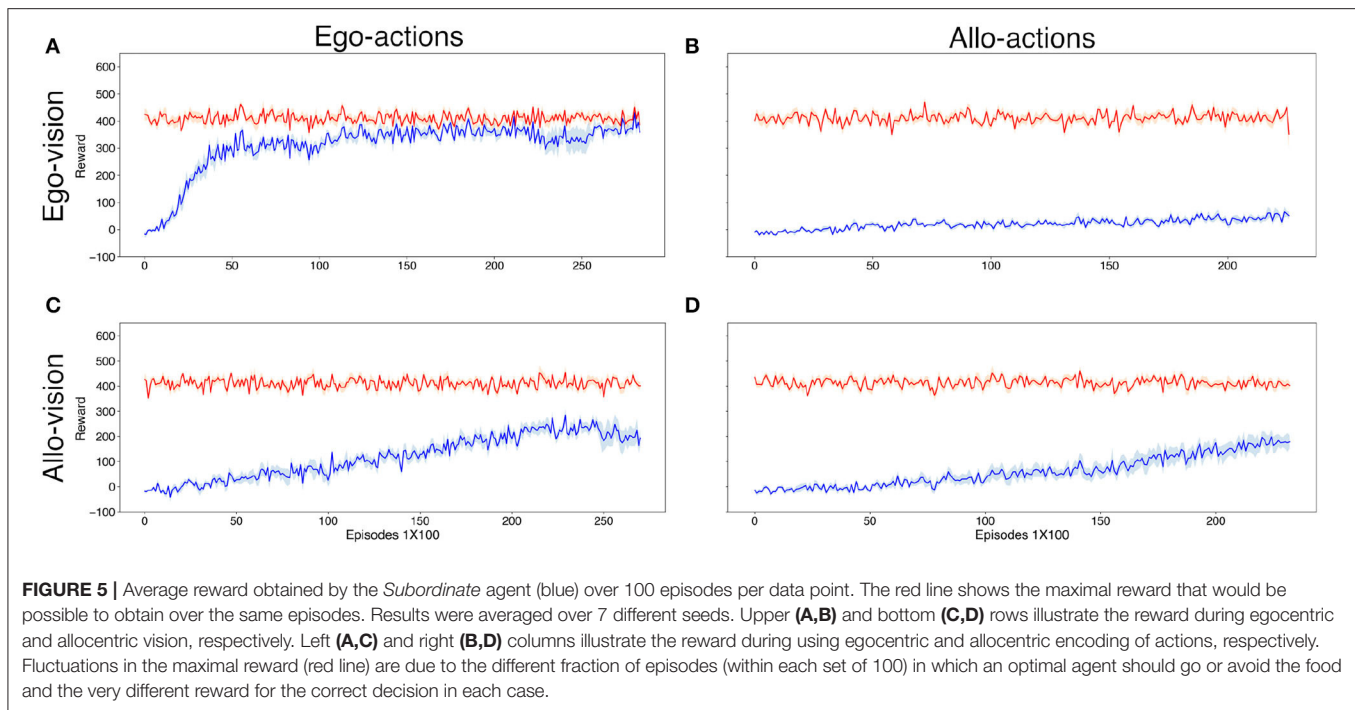 Ego-actions
Allo-actions
A
B
Ego-vision
Reward
600
500
400
300
200
100
0
−100
0 50 100 150 200 250
0 50 100 150 200
C
D
Allo-vision
Reward
600
500
400
300
200
100
0
−100
0 50 100 150 200 250
Episodes 1X100
0 50 100 150 200
Episodes 1X100
FIGURE 5 | Average reward obtained by the Subordinate agent (blue) over 100 episodes per data point. The red line shows the maximal reward that would be
possible to obtain over the same episodes. Results were averaged over 7 different seeds. Upper (A,B) and bottom (C,D) rows illustrate the reward during egocentric
and allocentric vision, respectively. Left (A,C) and right (B,D) columns illustrate the reward during using egocentric and allocentric encoding of actions, respectively.
Fluctuations in the maximal reward (red line) are due to the different fraction of episodes (within each set of 100) in which an optimal agent should go or avoid the food
and the very different reward for the correct decision in each case.